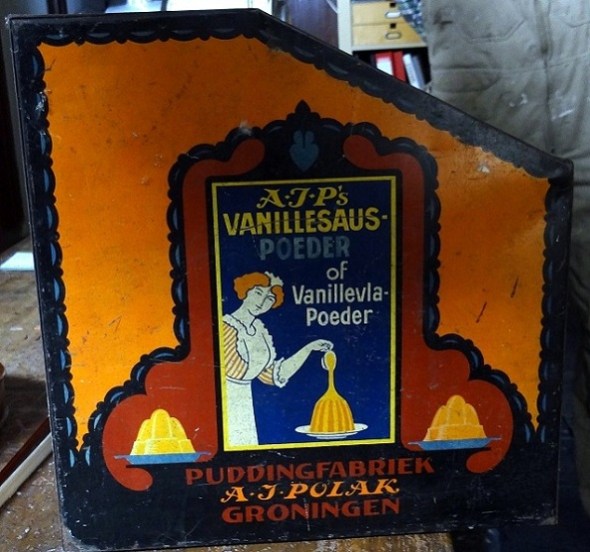 A·J·P's
VANILLESAUS-
POEDER
of
Vanillevla-
Poeder
PUDDINGFABRIEK
A·J·POLAK
GRONINGEN